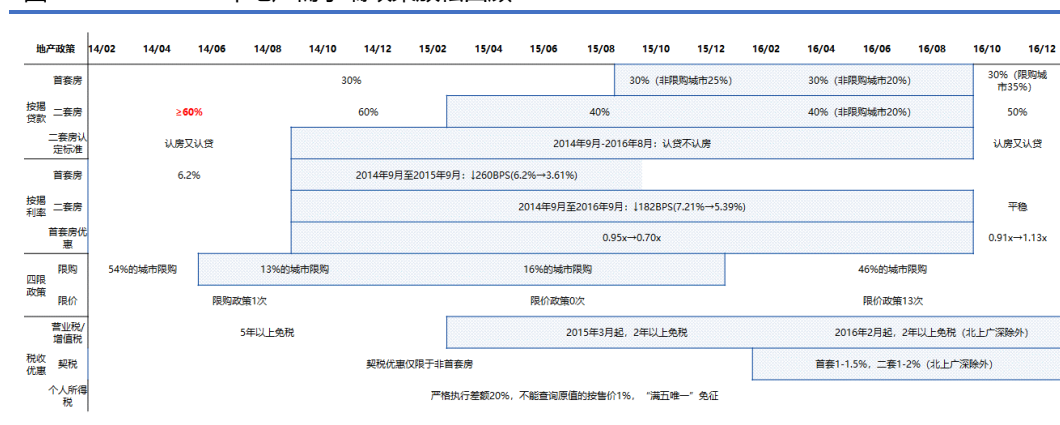 地产政策 14/02 14/04 14/06 14/08 14/10 14/12 15/02 15/04 15/06 15/08 15/10 15/12 16/02 16/04 16/06 16/08 16/10 16/12
按揭贷款
首套房 30% 30%（非限购城市25%） 30%（非限购城市20%） 30%（限购城市35%）
二套房 ≥60% 60% 40% 40%（非限购城市20%） 50%
二套房认定标准 认房又认贷 2014年9月-2016年8月：认贷不认房 认房又认贷
按揭利率
首套房 6.2% 2014年9月至2015年9月：↓260BPS(6.2%→3.61%)
二套房 2014年9月至2016年9月：↓182BPS(7.21%→5.39%) 平稳
首套房优惠 0.95x→0.70x 0.91x→1.13x
四限政策
限购 54%的城市限购 13%的城市限购 16%的城市限购 46%的城市限购
限价 限购政策1次 限价政策0次 限价政策13次
税收优惠
营业税/增值税 5年以上免税 2015年3月起，2年以上免税 2016年2月起，2年以上免税（北上广深除外）
契税 契税优惠仅限于非首套房 首套1-1.5%，二套1-2%（北上广深除外）
个人所得税 严格执行差额20%，不能查询原值的按售价1%，“满五唯一”免征